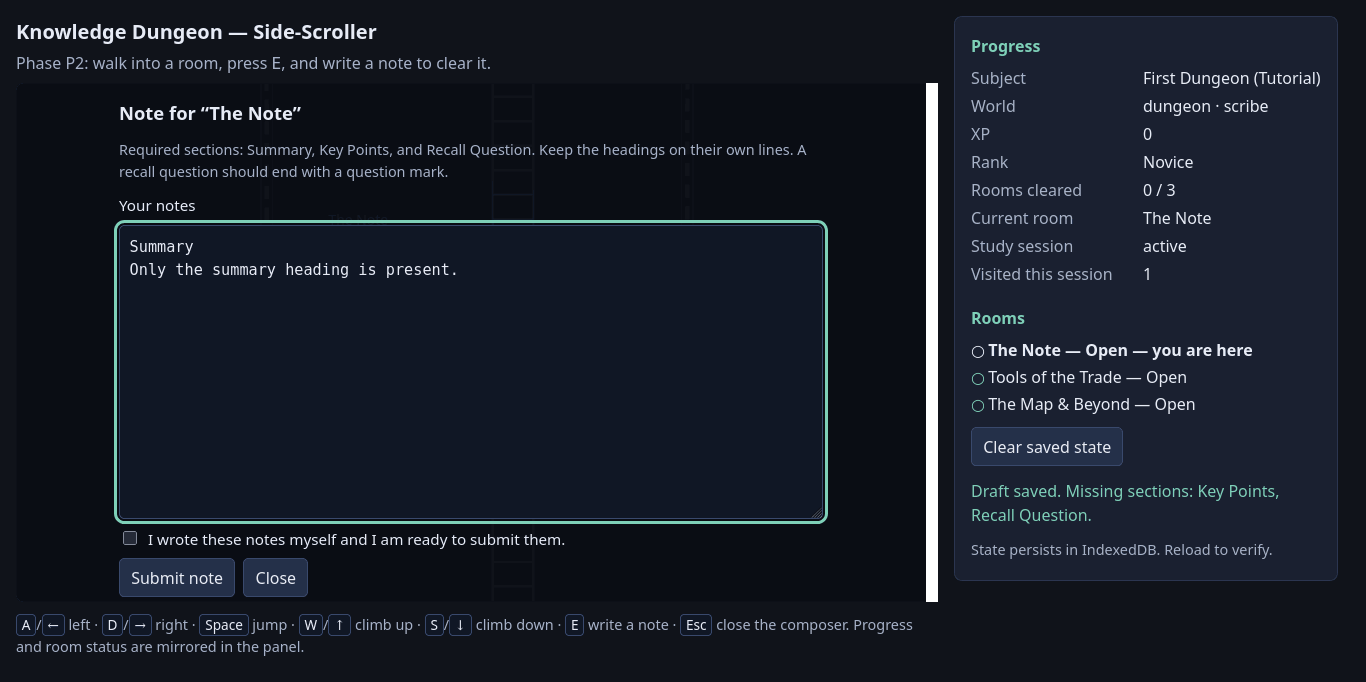 Knowledge Dungeon — Side-Scroller
Phase P2: walk into a room, press E, and write a note to clear it.
Note for “The Note”
Required sections: Summary, Key Points, and Recall Question. Keep the headings on their own lines. A
recall question should end with a question mark.
Your notes
The Note
Summary
Only the summary heading is present.
I wrote these notes myself and I am ready to submit them.
Submit note Close
A/← left · D/→ right · Space jump · W/↑ climb up · S/↓ climb down · E write a note · Esc close the composer. Progress
and room status are mirrored in the panel.
Progress
Subject First Dungeon (Tutorial)
World dungeon · scribe
XP 0
Rank Novice
Rooms cleared 0 / 3
Current room The Note
Study session active
Visited this session 1
Rooms
○ The Note — Open — you are here
○ Tools of the Trade — Open
○ The Map & Beyond — Open
Clear saved state
Draft saved. Missing sections: Key Points,
Recall Question.
State persists in IndexedDB. Reload to verify.